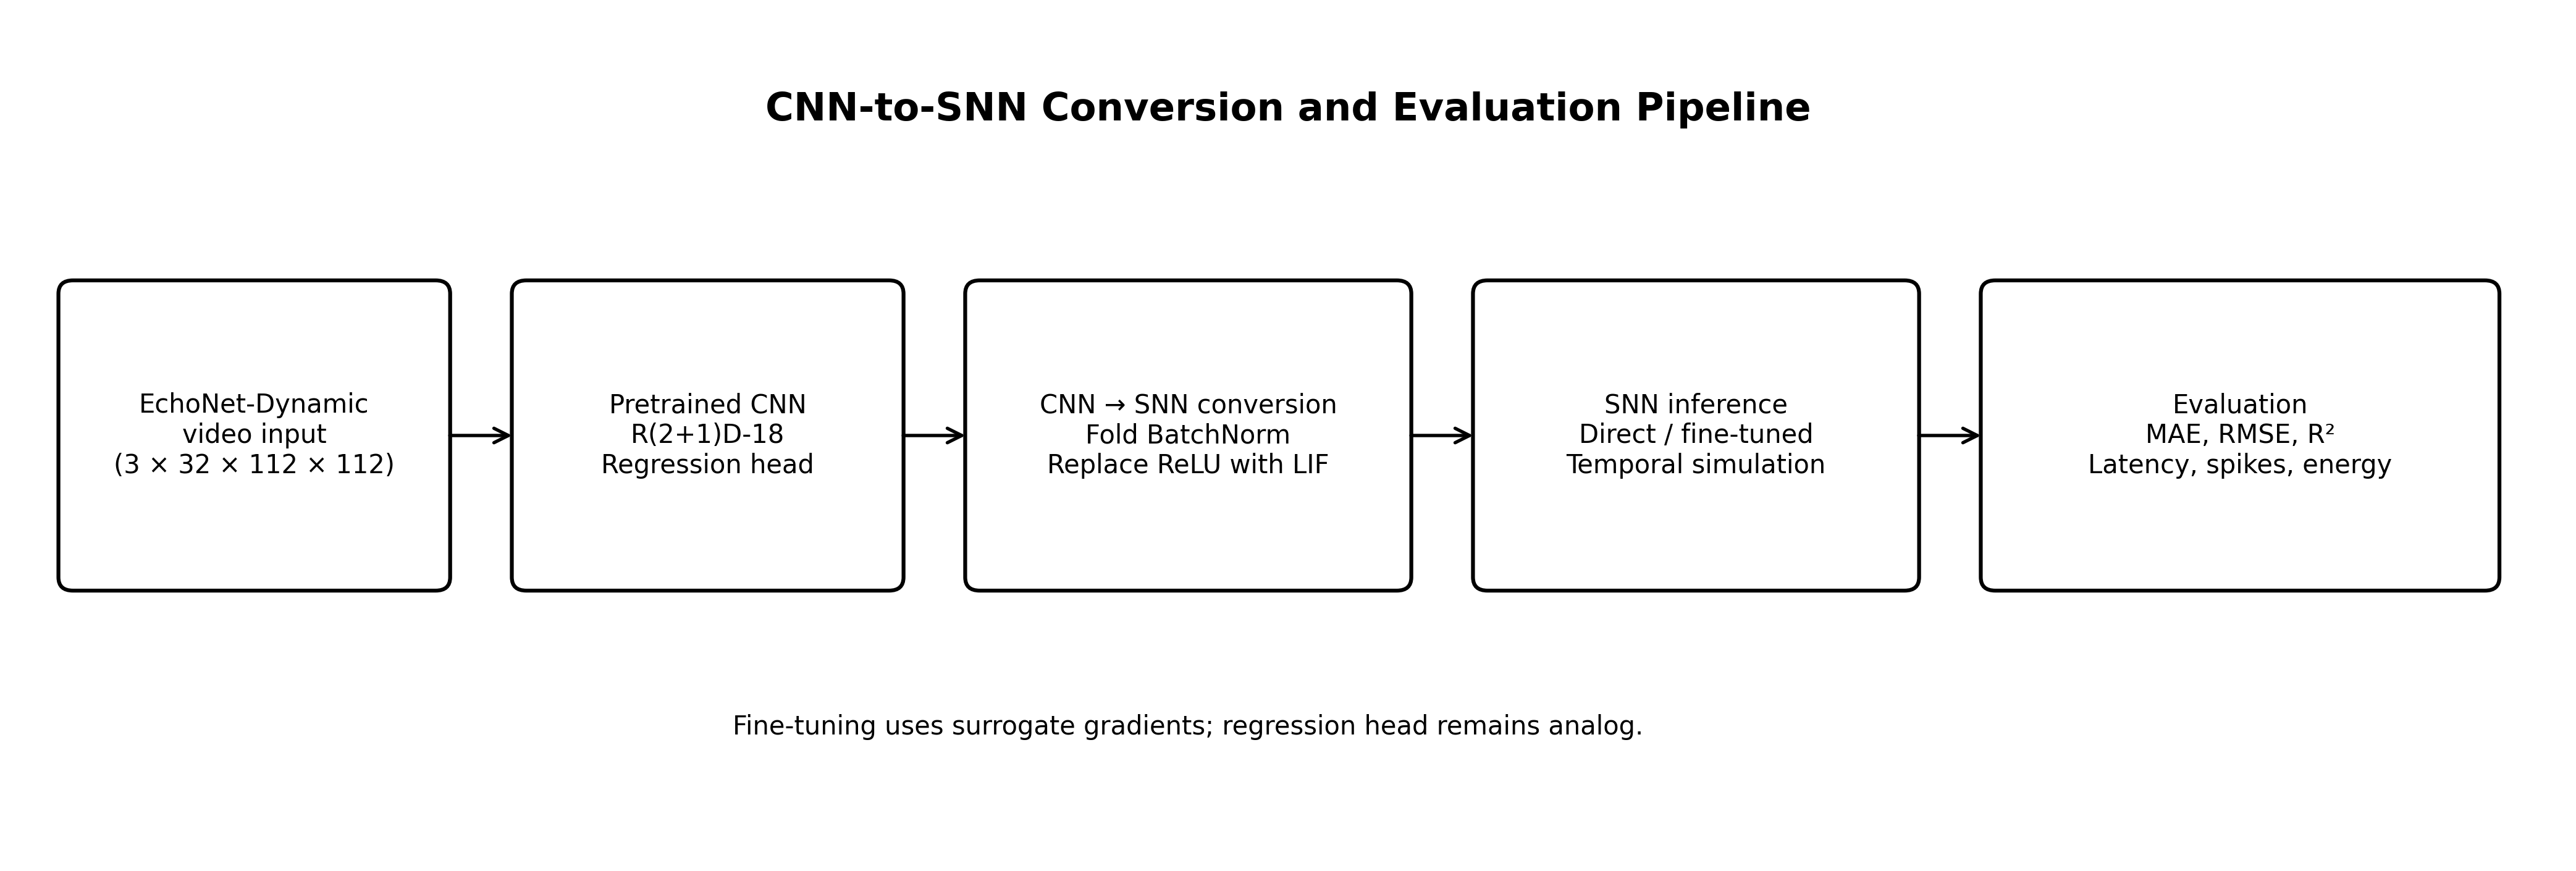 CNN-to-SNN Conversion and Evaluation Pipeline
EchoNet-Dynamic
video input
(3 × 32 × 112 × 112)
Pretrained CNN
R(2+1)D-18
Regression head
CNN → SNN conversion
Fold BatchNorm
Replace ReLU with LIF
SNN inference
Direct / fine-tuned
Temporal simulation
Evaluation
MAE, RMSE, R²
Latency, spikes, energy
Fine-tuning uses surrogate gradients; regression head remains analog.